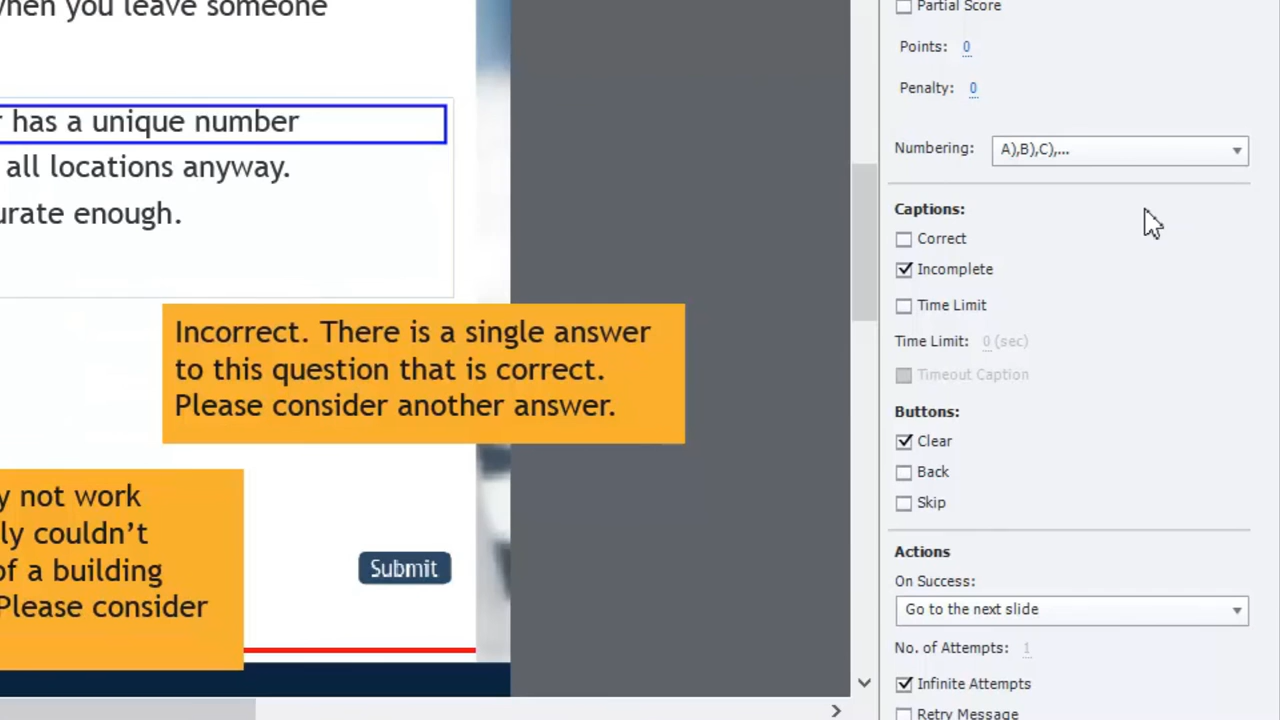 when you leave someone
has a unique number
all locations anyway.
urate enough.
Incorrect. There is a single answer
to this question that is correct.
Please consider another answer.
y not work
ly couldn't
of a building
Please consider
Submit
Partial Score
Points: 0
Penalty: 0
Numbering: A),B),C),...
Captions:
Correct
Incomplete
Time Limit
Time Limit: 0 (sec)
Timeout Caption
Buttons:
Clear
Back
Skip
Actions
On Success:
Go to the next slide
No. of Attempts: 1
Infinite Attempts
Retry Message